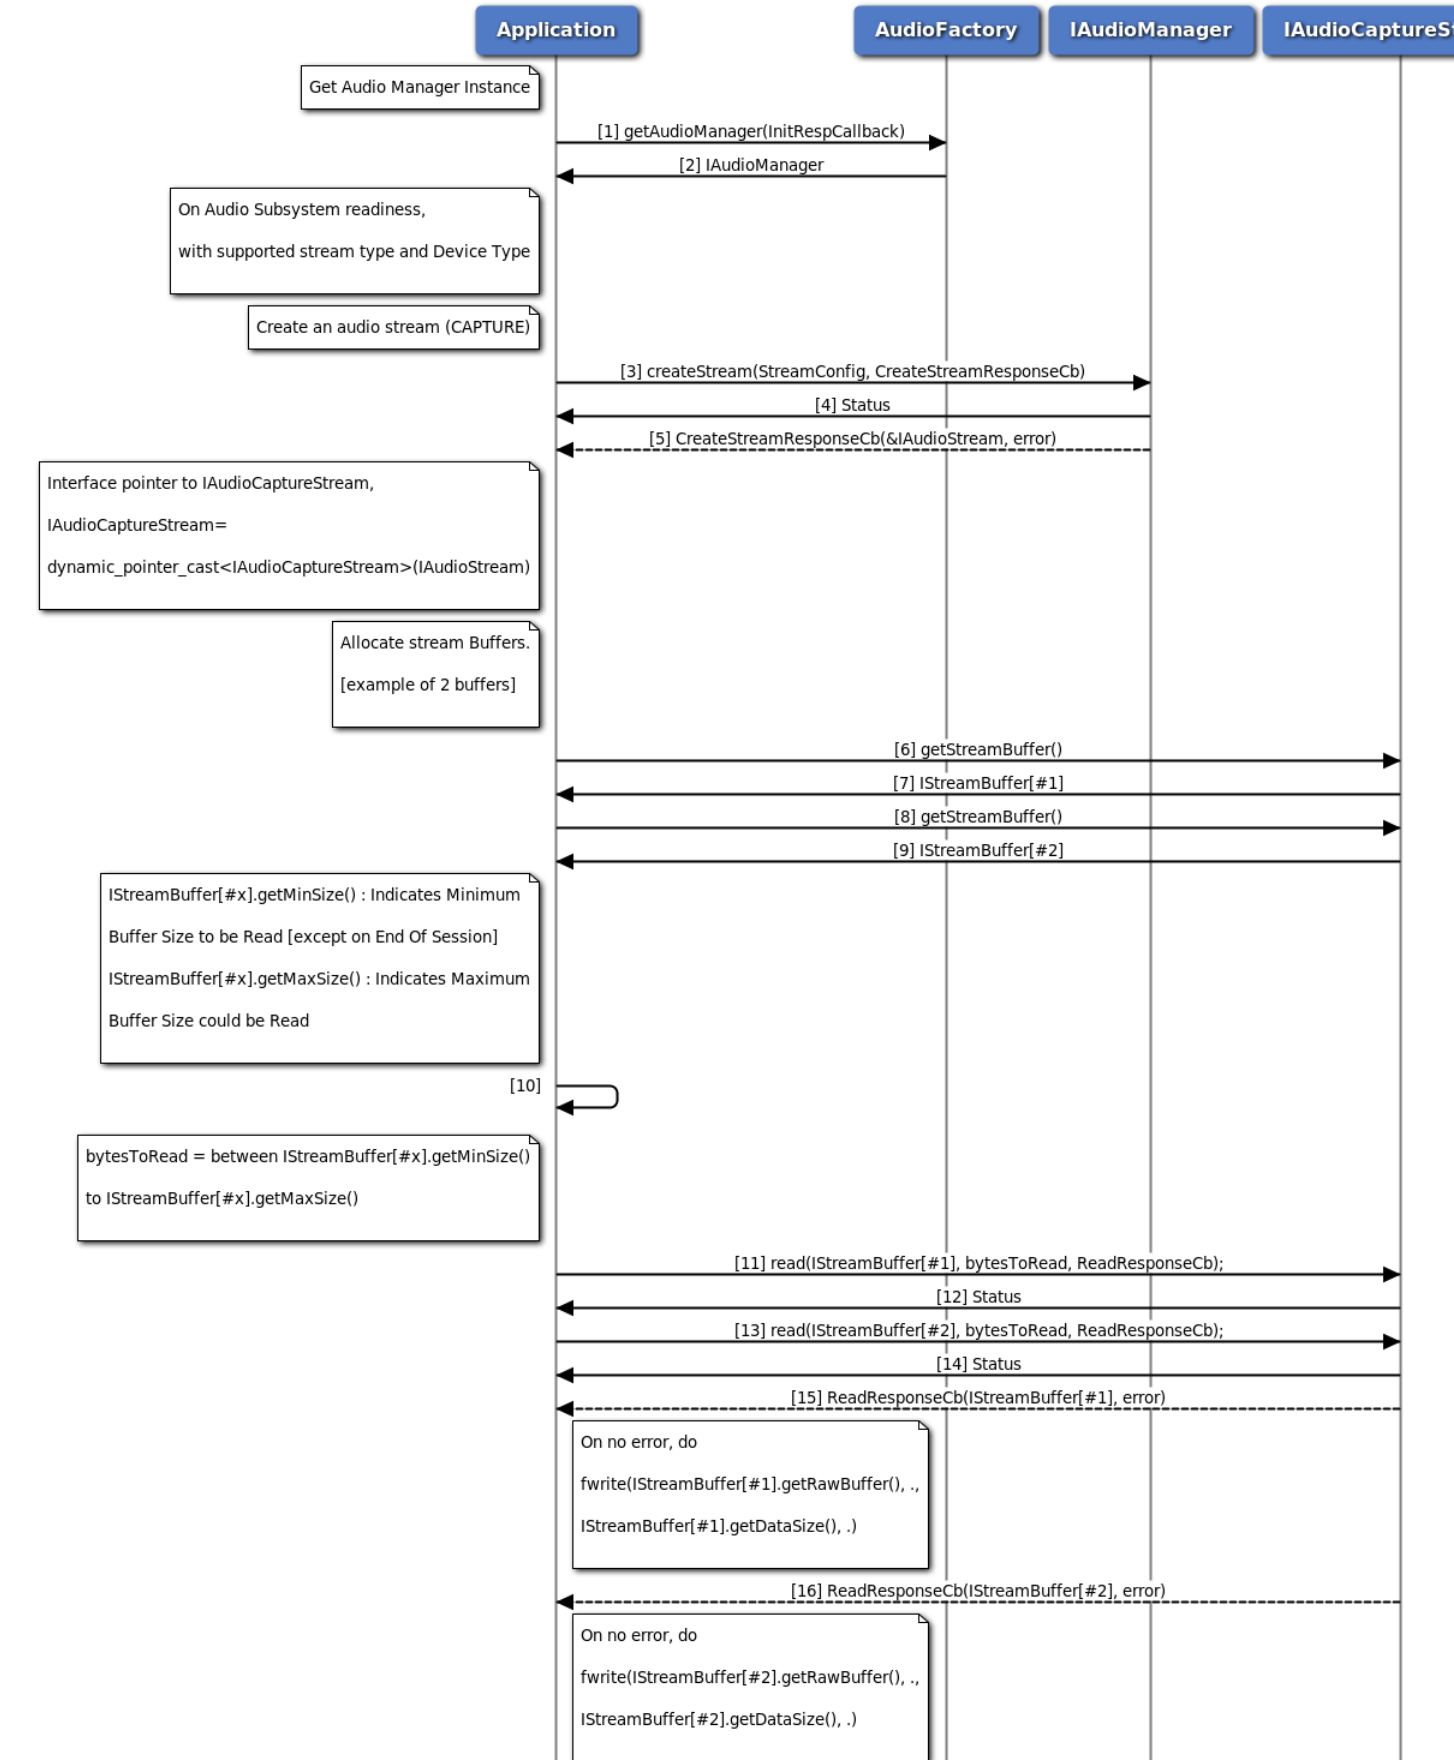 Application
AudioFactory
IAudioManager
IAudioCaptureSt
Get Audio Manager Instance
[1] getAudioManager(InitRespCallback)
[2] IAudioManager
On Audio Subsystem readiness,
with supported stream type and Device Type
Create an audio stream (CAPTURE)
[3] createStream(StreamConfig, CreateStreamResponseCb)
[4] Status
[5] CreateStreamResponseCb(&IAudioStream, error)
Interface pointer to IAudioCaptureStream,
IAudioCaptureStream=
dynamic_pointer_cast<IAudioCaptureStream>(IAudioStream)
Allocate stream Buffers.
[example of 2 buffers]
[6] getStreamBuffer()
[7] IStreamBuffer[#1]
[8] getStreamBuffer()
[9] IStreamBuffer[#2]
IStreamBuffer[#x].getMinSize() : Indicates Minimum
Buffer Size to be Read [except on End Of Session]
IStreamBuffer[#x].getMaxSize() : Indicates Maximum
Buffer Size could be Read
[10]
bytesToRead = between IStreamBuffer[#x].getMinSize()
to IStreamBuffer[#x].getMaxSize()
[11] read(IStreamBuffer[#1], bytesToRead, ReadResponseCb);
[12] Status
[13] read(IStreamBuffer[#2], bytesToRead, ReadResponseCb);
[14] Status
[15] ReadResponseCb(IStreamBuffer[#1], error)
On no error, do
fwrite(IStreamBuffer[#1].getRawBuffer(), .,
IStreamBuffer[#1].getDataSize(), .)
[16] ReadResponseCb(IStreamBuffer[#2], error)
On no error, do
fwrite(IStreamBuffer[#2].getRawBuffer(), .,
IStreamBuffer[#2].getDataSize(), .)